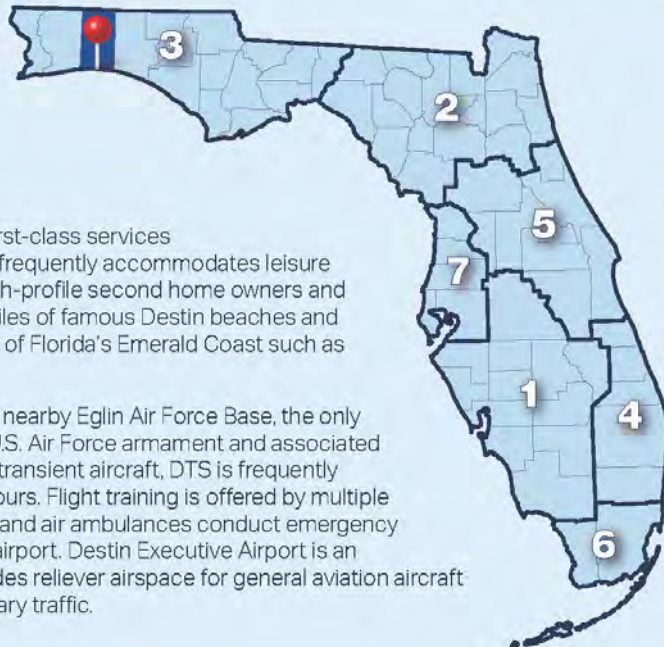 3
2
5
7
1
4
6
rst-class services
frequently accommodates leisure
h-profile second home owners and
iles of famous Destin beaches and
of Florida's Emerald Coast such as
nearby Eglin Air Force Base, the only
U.S. Air Force armament and associated
transient aircraft, DTS is frequently
ours. Flight training is offered by multiple
and air ambulances conduct emergency
airport. Destin Executive Airport is an
des reliever airspace for general aviation aircraft
ary traffic.